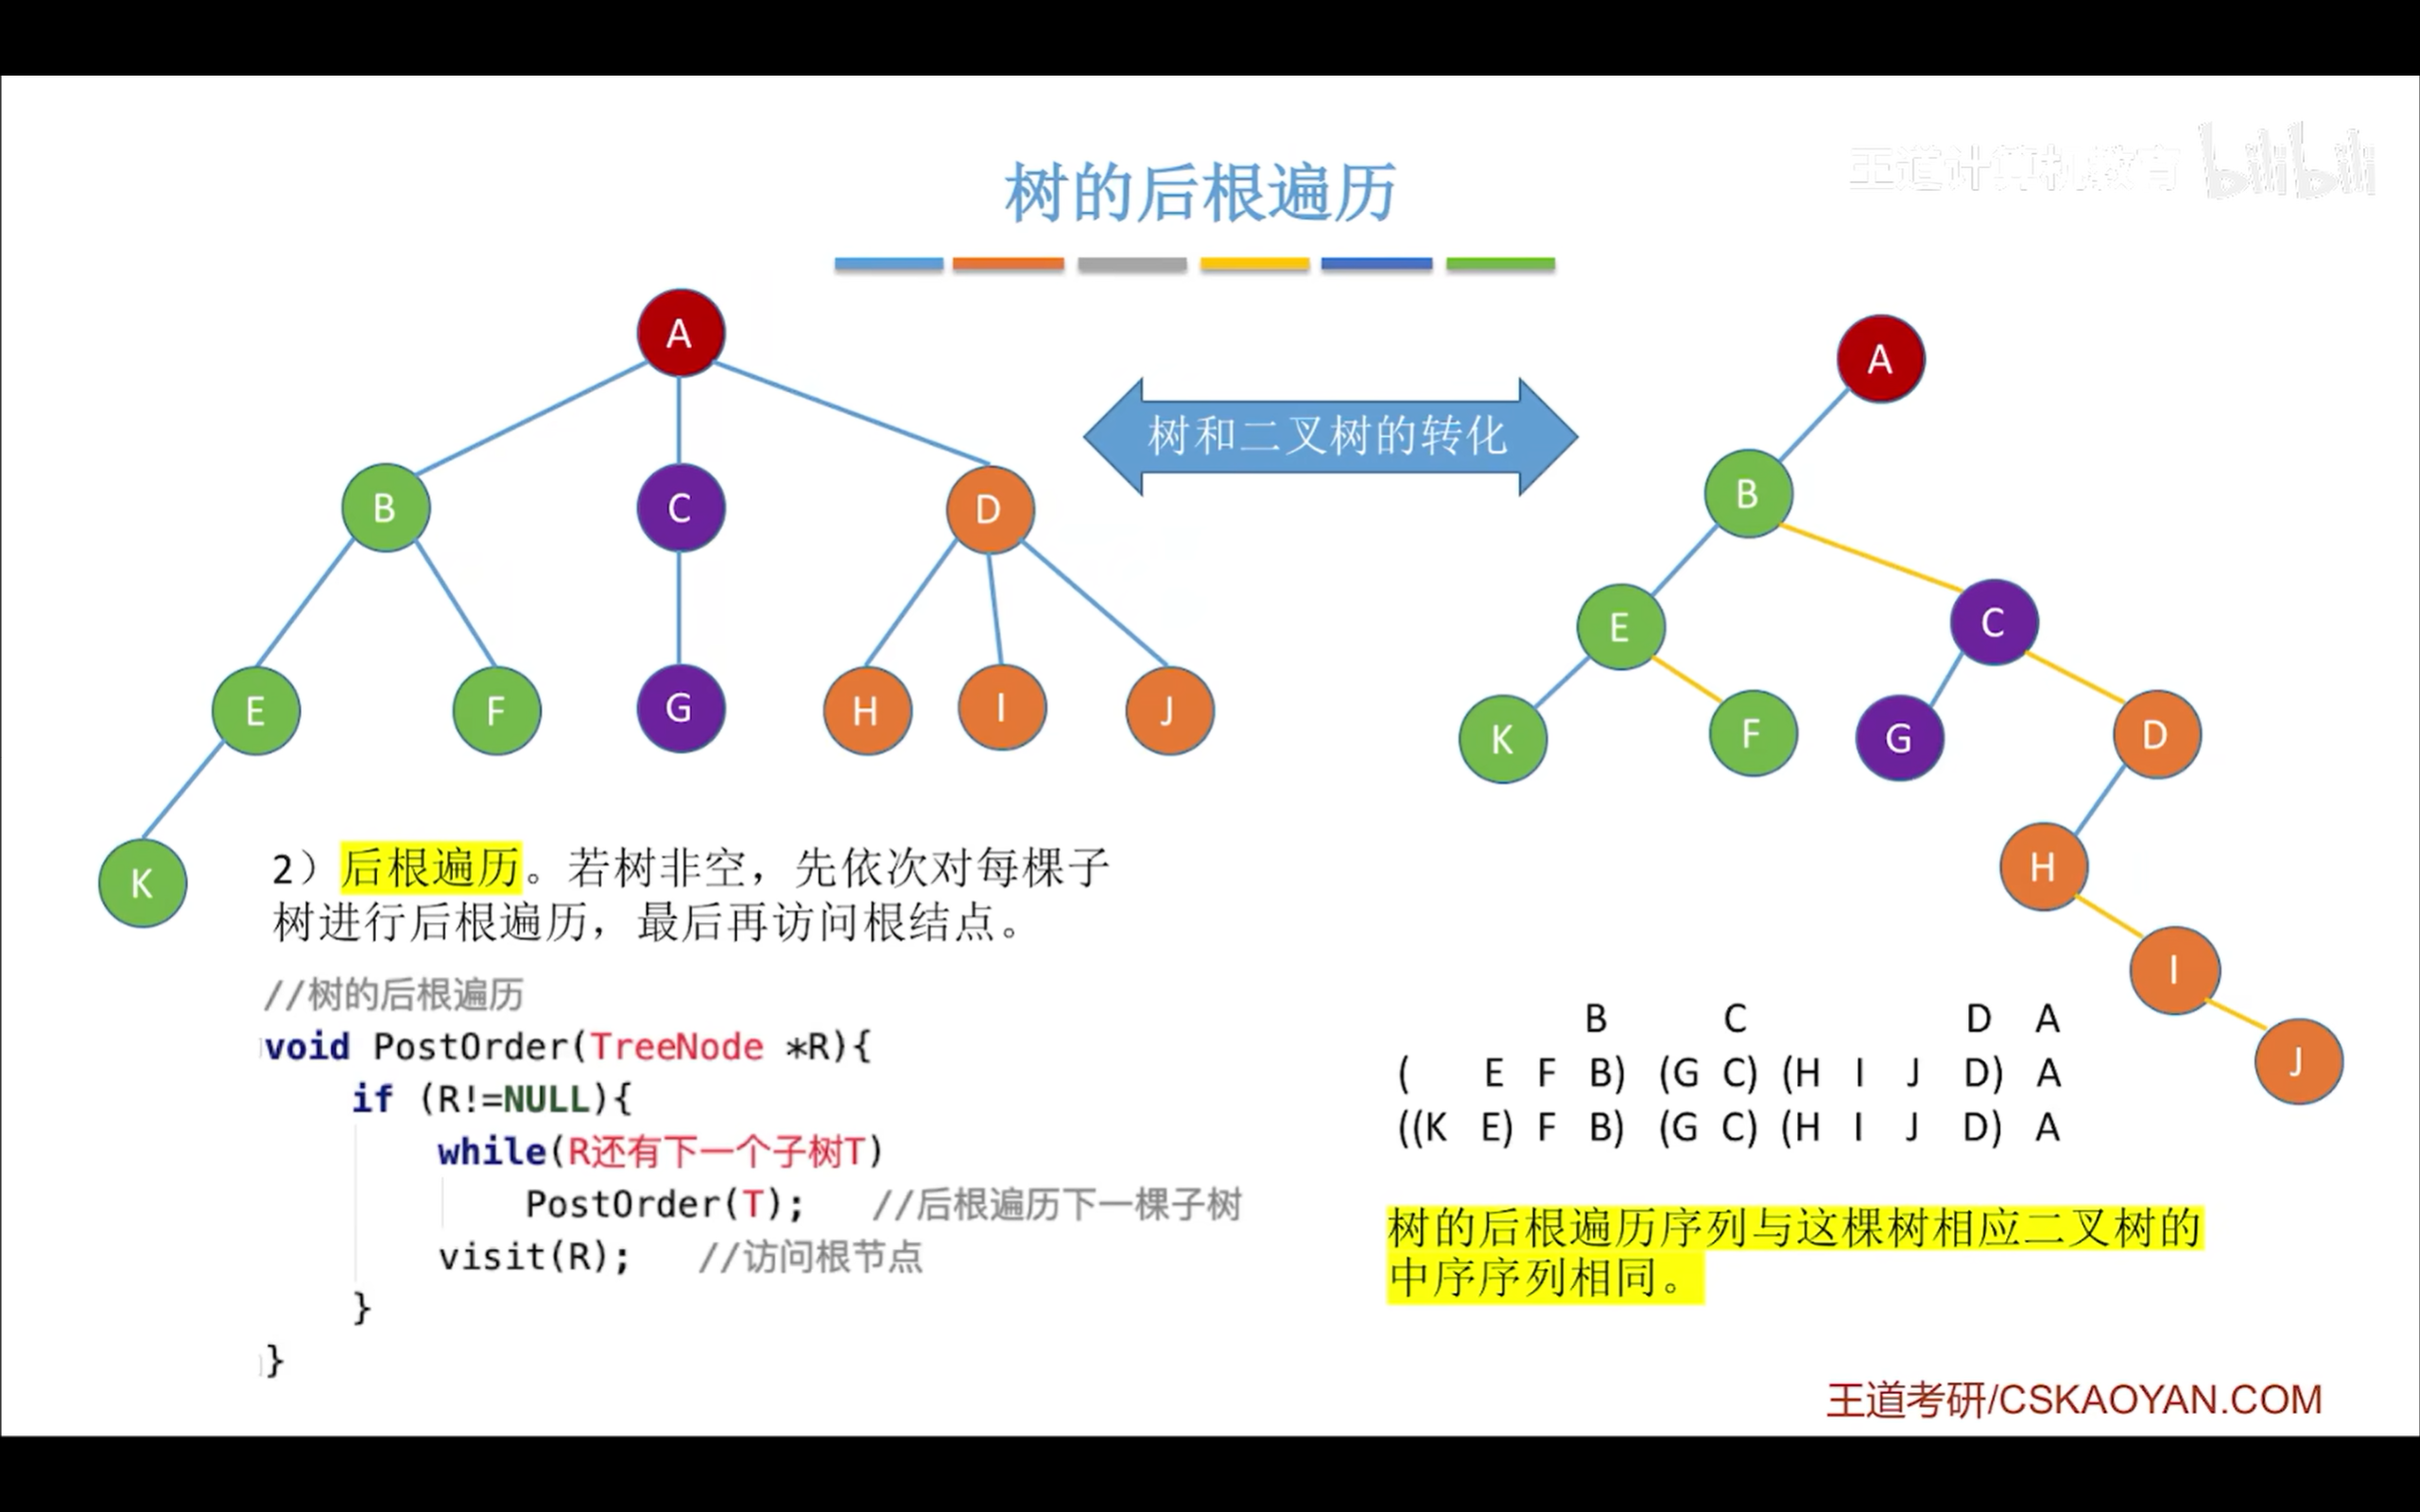 王道计算机教育 bilibili
树的后根遍历
A
B
C
D
E
F
G
H
I
J
K
树和二叉树的转化
A
B
E
C
K
F
G
D
H
I
J
2）后根遍历。若树非空，先依次对每棵子
树进行后根遍历，最后再访问根结点。
//树的后根遍历
void PostOrder(TreeNode *R){
if (R!=NULL){
while(R还有下一个子树T)
PostOrder(T); //后根遍历下一棵子树
visit(R); //访问根节点
}
}
B C D A
( E F B) (G C) (H I J D) A
((K E) F B) (G C) (H I J D) A
树的后根遍历序列与这棵树相应二叉树的
中序序列相同。
王道考研/CSKAOYAN.COM